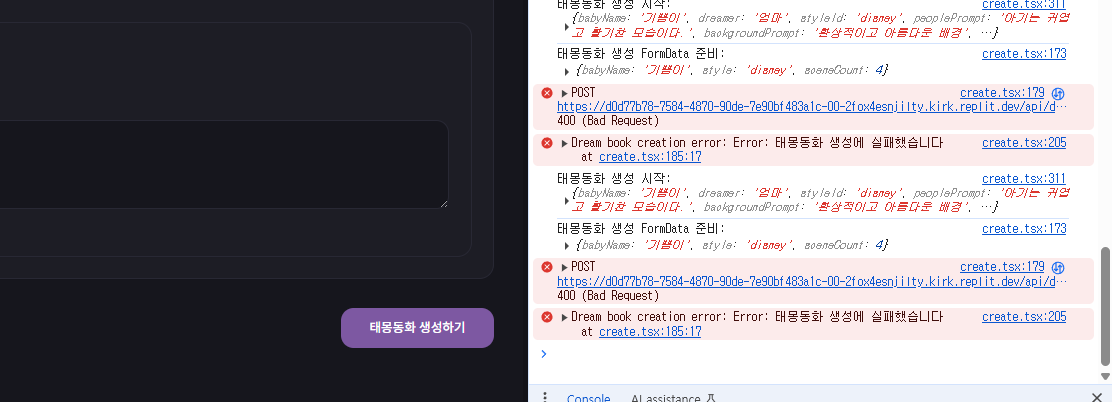 태몽동화 생성하기
태몽동화 생성 시작: create.tsx:311
{babyName: '기쁨이', dreamer: '엄마', styleId: 'disney', peoplePrompt: '아기는 귀엽
고 활기찬 모습이다.', backgroundPrompt: '환상적이고 아름다운 배경', …}
태몽동화 생성 FormData 준비: create.tsx:173
{babyName: '기쁨이', style: 'disney', sceneCount: 4}
POST create.tsx:179
https://d0d77b78-7584-4870-90de-7e90bf483a1c-00-2fox4esnjilty.kirk.replit.dev/api/d…
400 (Bad Request)
Dream book creation error: Error: 태몽동화 생성에 실패했습니다 create.tsx:205
at create.tsx:185:17
태몽동화 생성 시작: create.tsx:311
{babyName: '기쁨이', dreamer: '엄마', styleId: 'disney', peoplePrompt: '아기는 귀엽
고 활기찬 모습이다.', backgroundPrompt: '환상적이고 아름다운 배경', …}
태몽동화 생성 FormData 준비: create.tsx:173
{babyName: '기쁨이', style: 'disney', sceneCount: 4}
POST create.tsx:179
https://d0d77b78-7584-4870-90de-7e90bf483a1c-00-2fox4esnjilty.kirk.replit.dev/api/d…
400 (Bad Request)
Dream book creation error: Error: 태몽동화 생성에 실패했습니다 create.tsx:205
at create.tsx:185:17
Console AI assistance